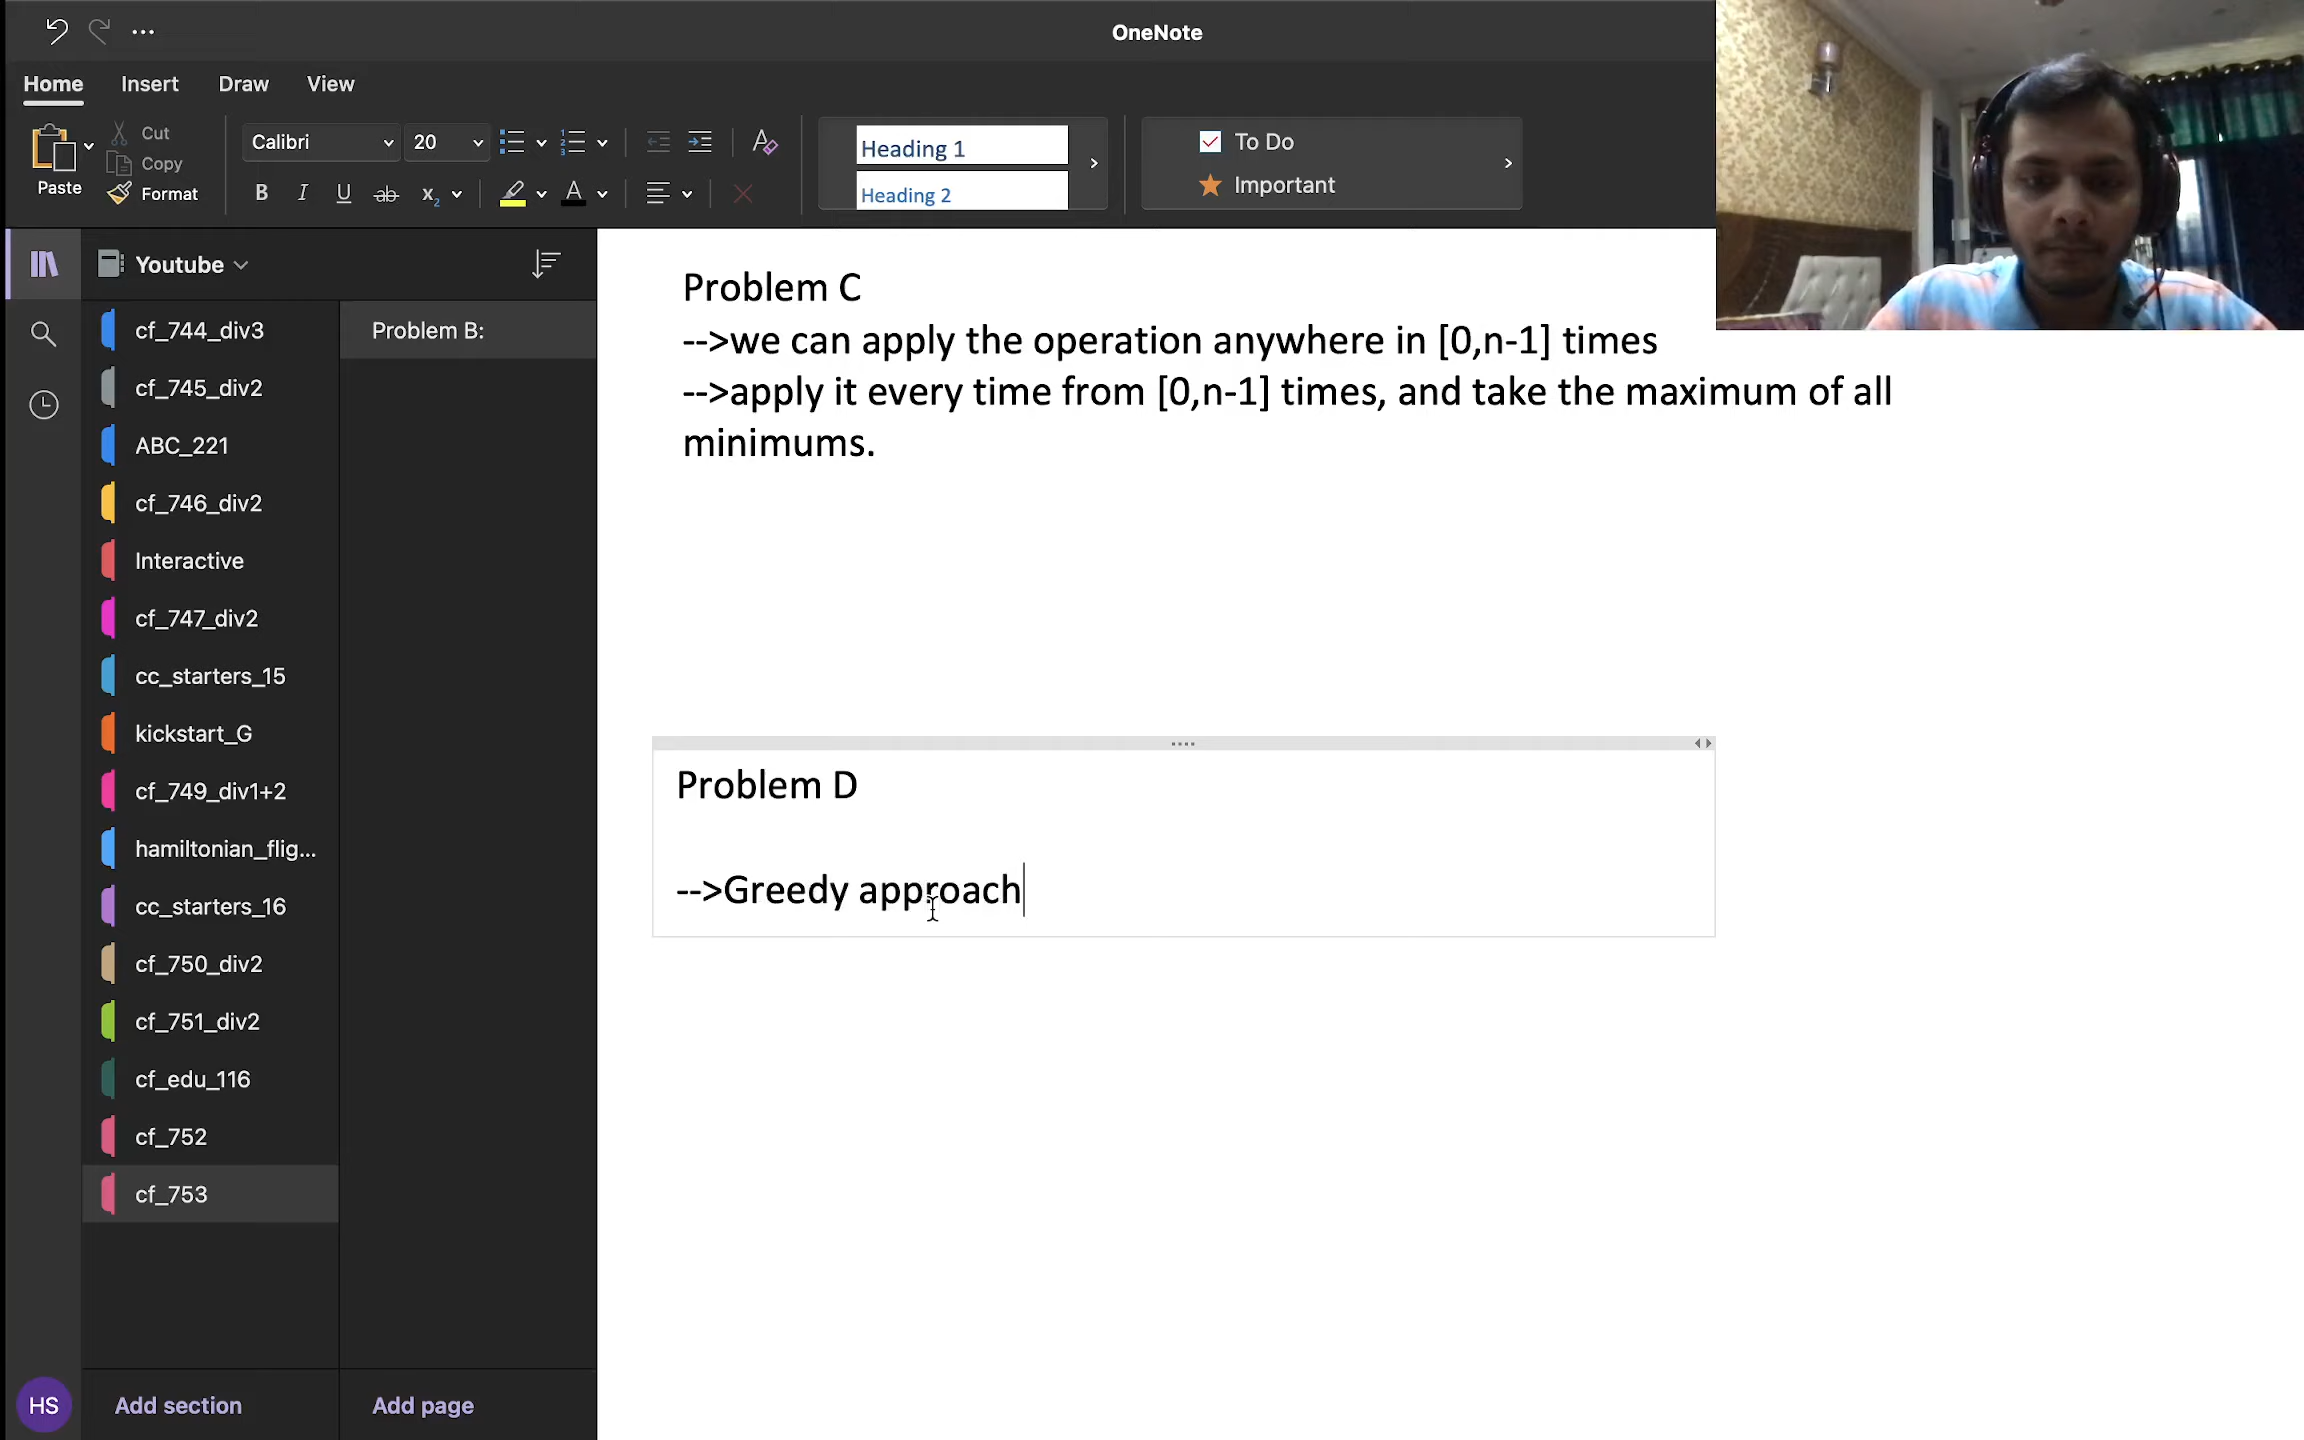 OneNote
Home Insert Draw View
Paste
Cut
Copy
Format
Calibri 20
B I U ab x2 A
Heading 1
Heading 2
To Do
Important
Youtube
cf_744_div3
cf_745_div2
ABC_221
cf_746_div2
Interactive
cf_747_div2
cc_starters_15
kickstart_G
cf_749_div1+2
hamiltonian_flig...
cc_starters_16
cf_750_div2
cf_751_div2
cf_edu_116
cf_752
cf_753
Problem B:
Problem C
-->we can apply the operation anywhere in [0,n-1] times
-->apply it every time from [0,n-1] times, and take the maximum of all
minimums.
Problem D
-->Greedy approach
HS
Add section
Add page